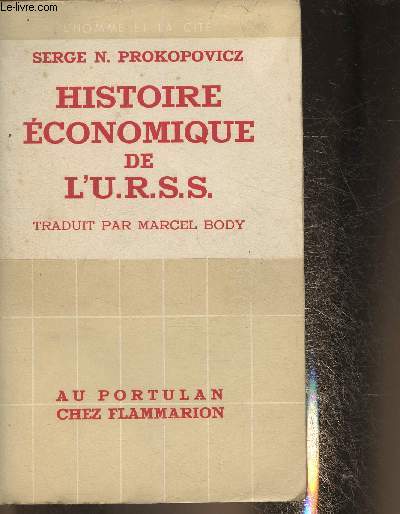 Le-livre.com
L'HOMME ET LA CITÉ
SERGE N. PROKOPOVICZ
HISTOIRE
ÉCONOMIQUE
DE
L'U.R.S.S.
TRADUIT PAR MARCEL BODY
AU PORTULAN
CHEZ FLAMMARION